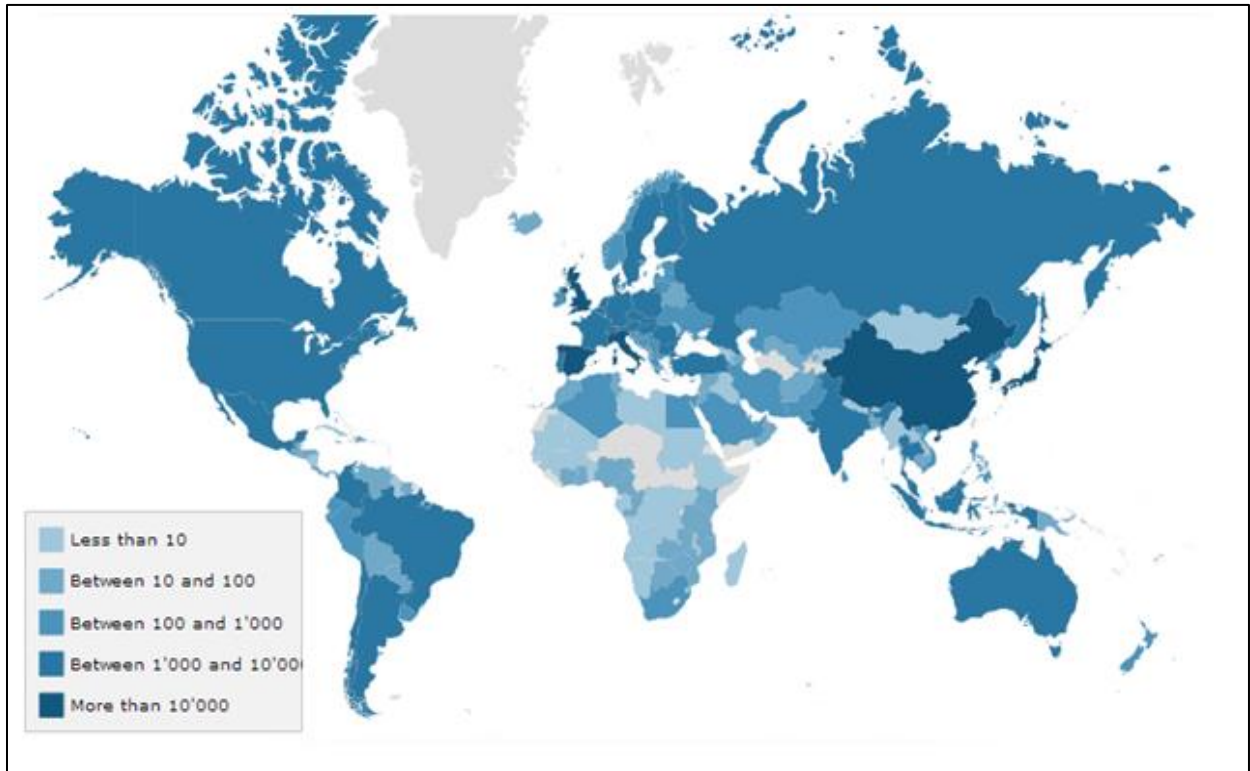 Less than 10
Between 10 and 100
Between 100 and 1'000
Between 1'000 and 10'00
More than 10'000